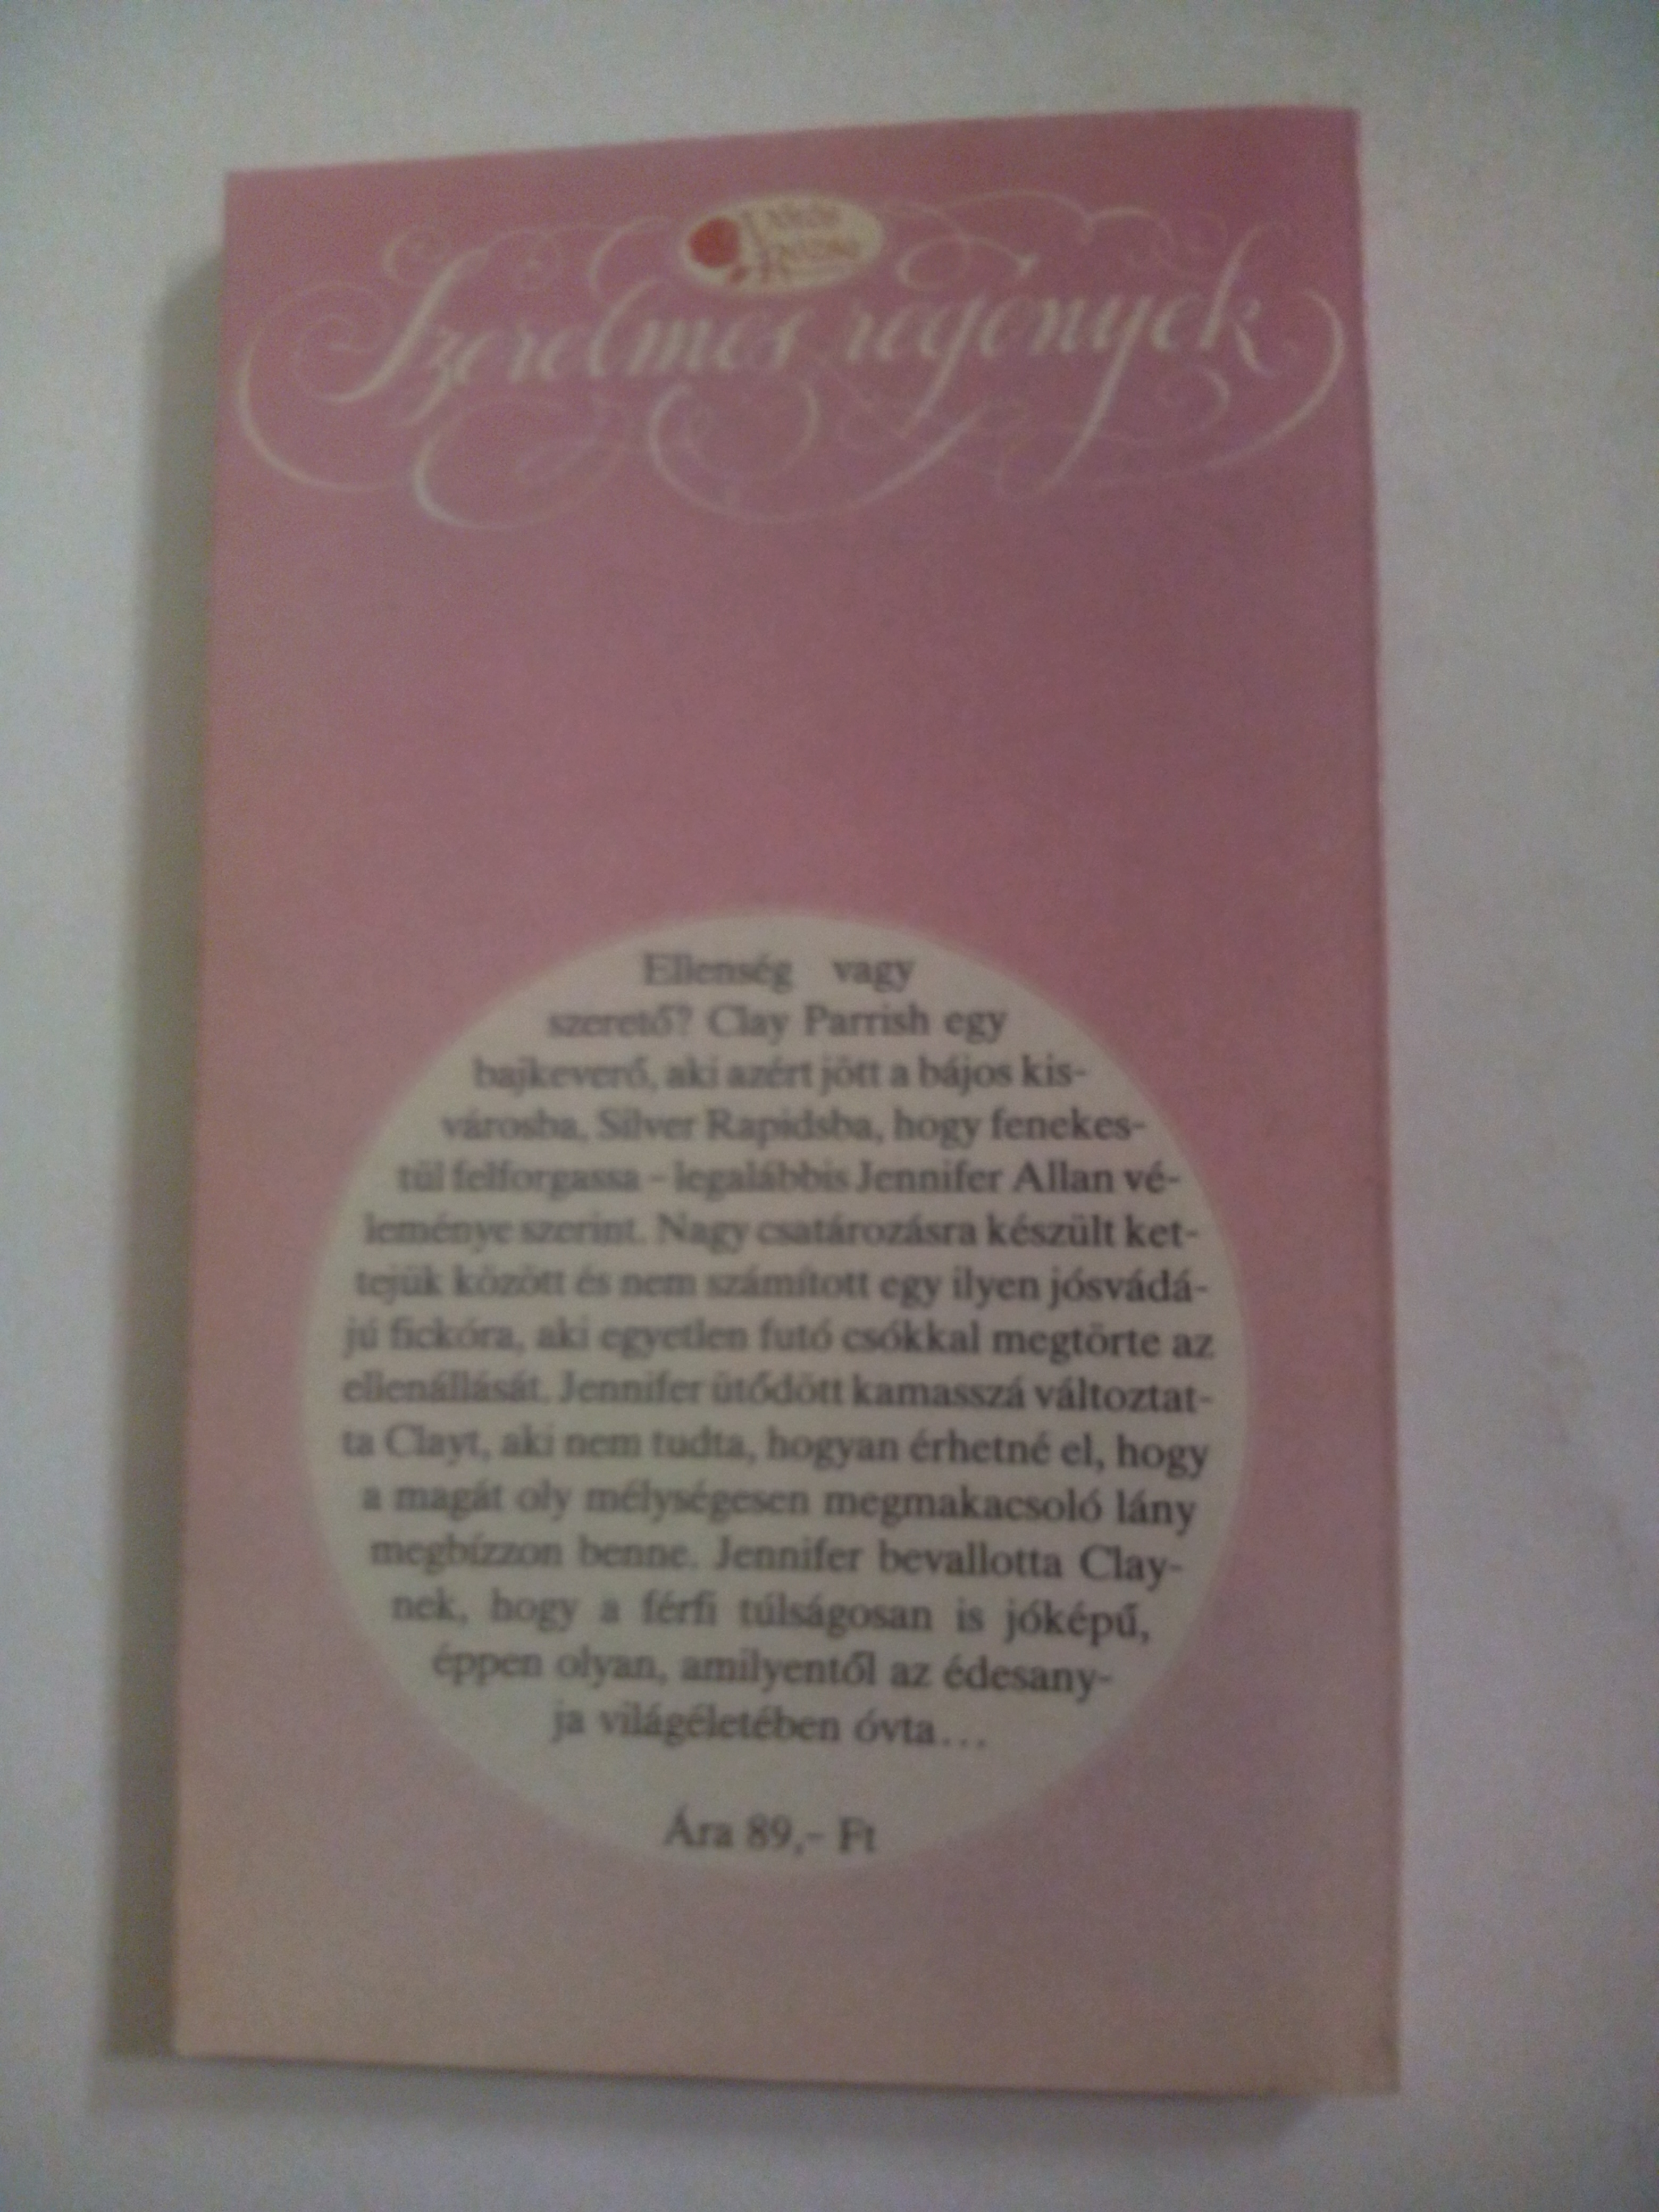 Vörös
Rózsa
Szerelmes regények
Ellenség vagy
szerető? Clay Parrish egy
bajkeverő, aki azért jött a bájos kis-
városba, Silver Rapidsba, hogy fenekes-
tül felforgassa – legalábbis Jennifer Allan vé-
leménye szerint. Nagy csatározásra készült ket-
tejük között és nem számított egy ilyen jósvádá-
jú fickóra, aki egyetlen futó csókkal megtörte az
ellenállását. Jennifer ütődött kamasszá változtat-
ta Clayt, aki nem tudta, hogyan érhetné el, hogy
a magát oly mélységesen megmakacsoló lány
megbízzon benne. Jennifer bevallotta Clay-
nek, hogy a férfi túlságosan is jóképű,
éppen olyan, amilyentől az édesany-
ja világéletében óvta...
Ára 89,– Ft